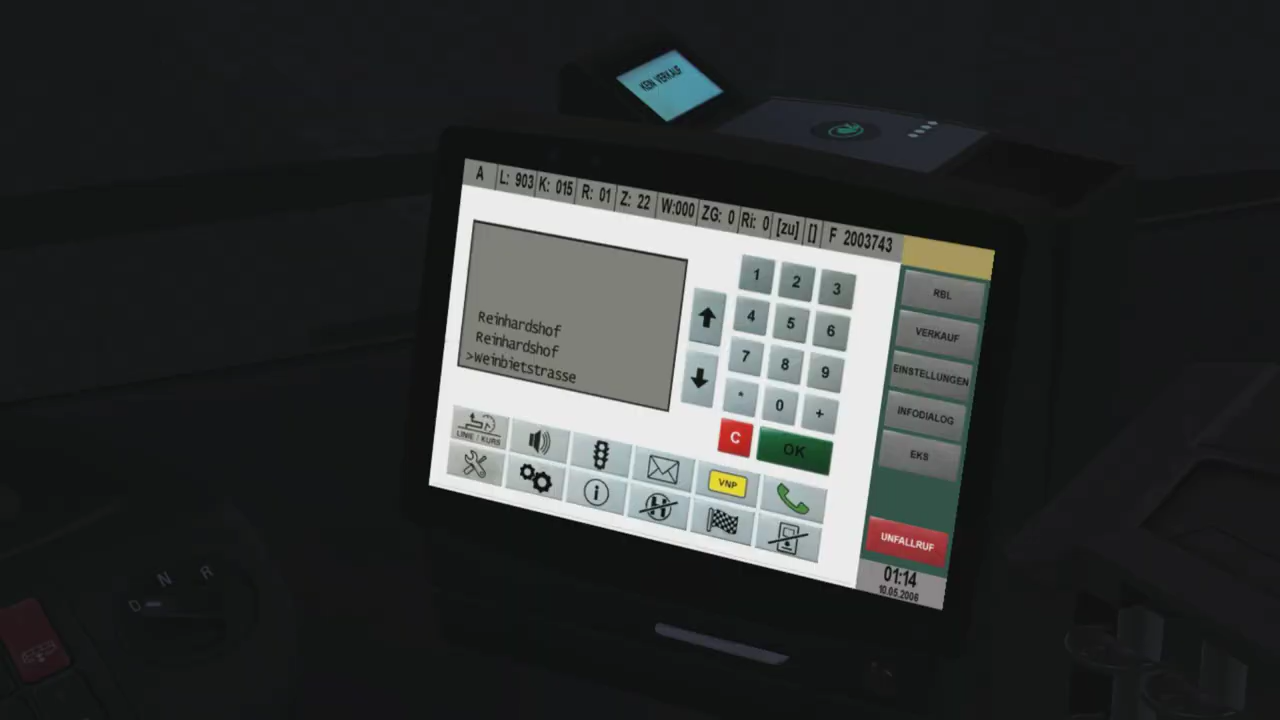 KEIN VERKAUF
A L: 903 K: 015 R: 01 Z: 22 W:000 ZG: 0 Ri: 0 [zu] [] F 2003743
Reinhardshof
Reinhardshof
>Weinbietstrasse
1 2 3
4 5 6
7 8 9
* 0 +
C OK
RBL
VERKAUF
EINSTELLUNGEN
INFODIALOG
EKS
LINIE / KURS
VNP
i
H
UNFALLRUF
01:14
10.05.2006
D N R